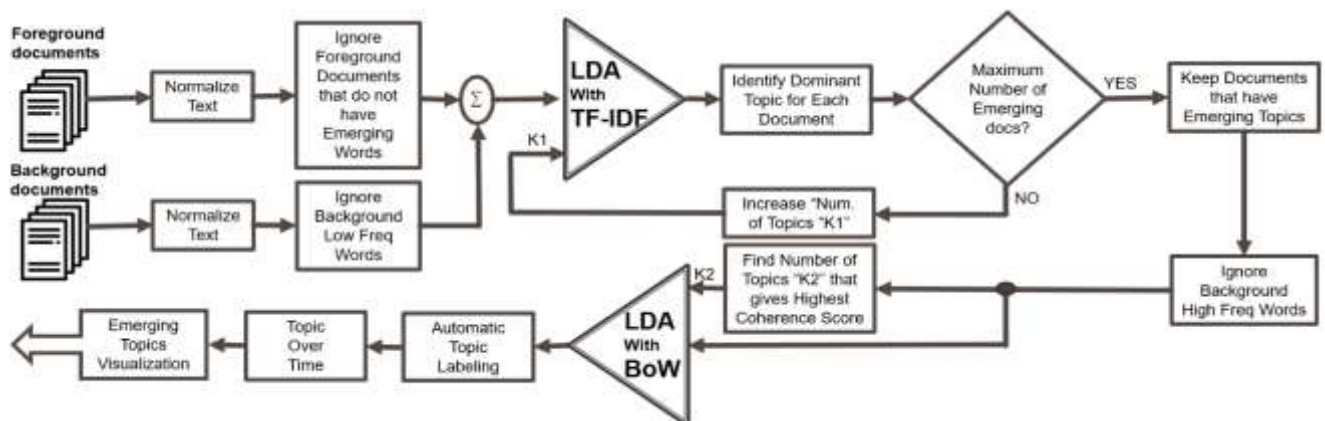 Foreground
documents
Normalize
Text
Ignore
Foreground
Documents
that do not
have
Emerging
Words
Σ
LDA
With
TF-IDF
K1
Identify Dominant
Topic for Each
Document
Maximum
Number of
Emerging
docs?
YES
Keep Documents
that have
Emerging Topics
NO
Increase "Num.
of Topics "K1"
Background
documents
Normalize
Text
Ignore
Background
Low Freq
Words
Ignore
Background
High Freq Words
Find Number of
Topics "K2" that
gives Highest
Coherence Score
K2
LDA
With
BoW
Automatic
Topic
Labeling
Topic
Over
Time
Emerging
Topics
Visualization